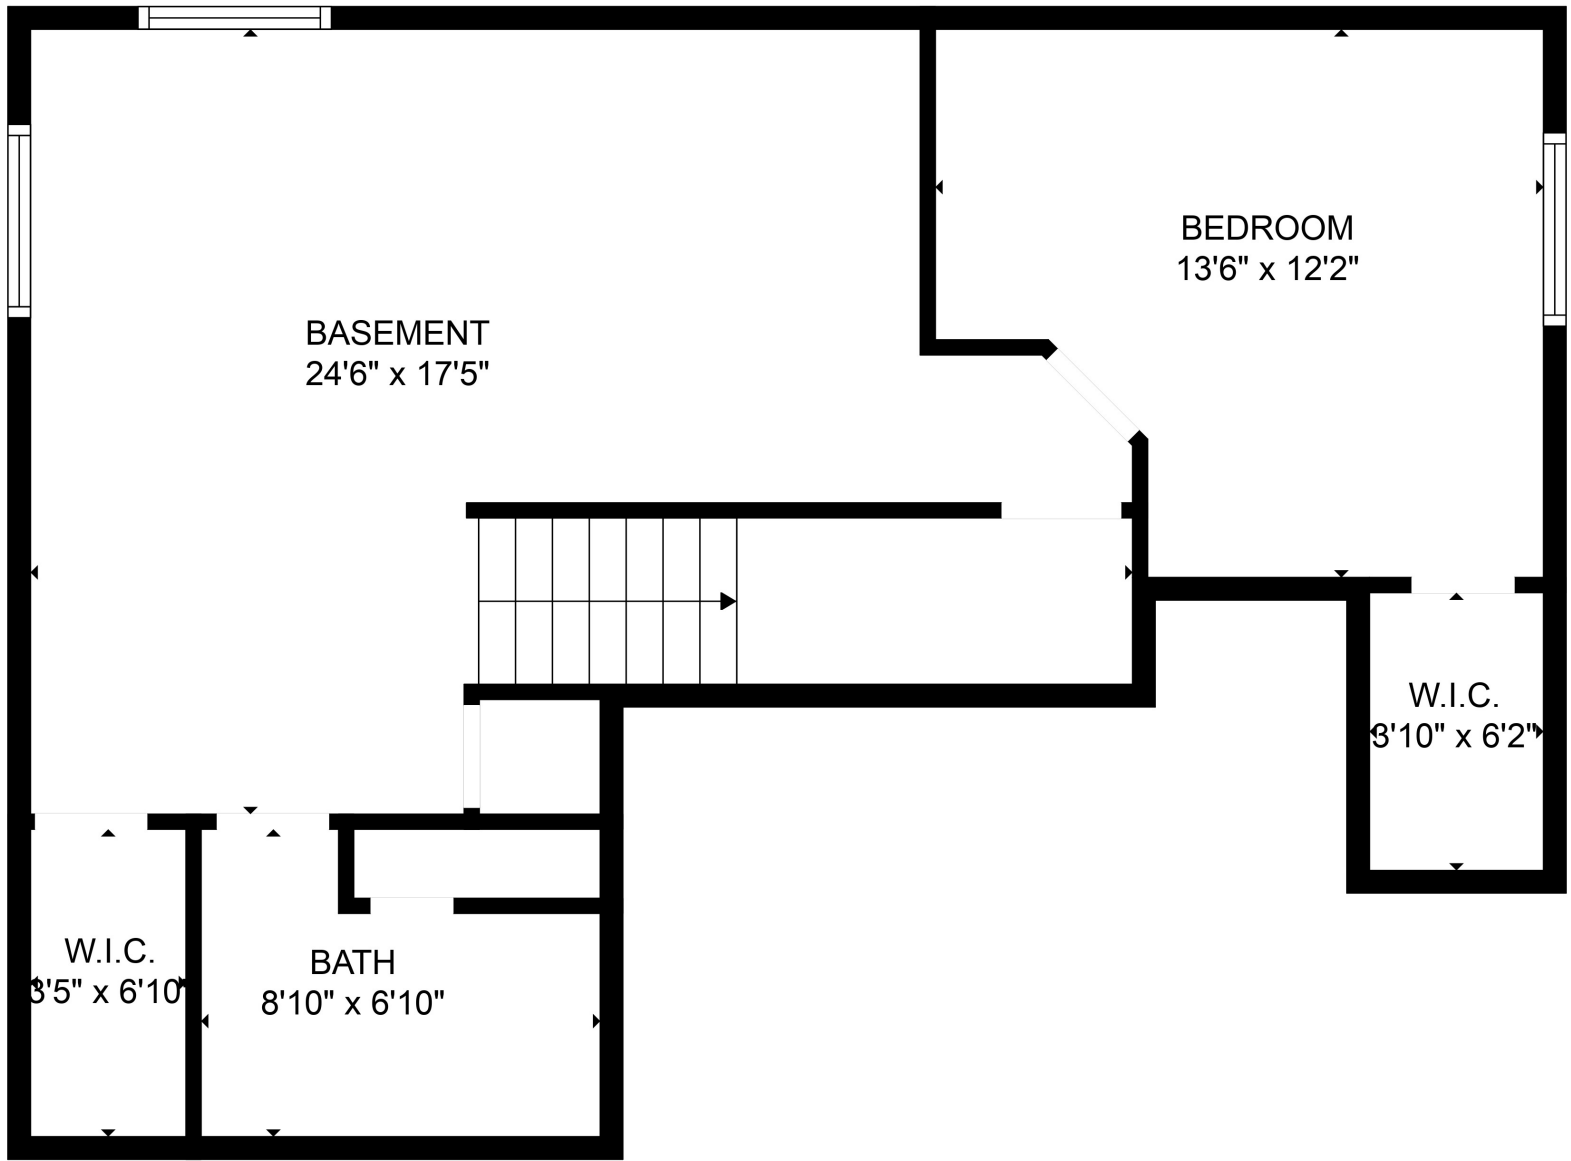 BEDROOM
13'6" x 12'2"
BASEMENT
24'6" x 17'5"
W.I.C.
3'10" x 6'2"
W.I.C.
3'5" x 6'10"
BATH
8'10" x 6'10"